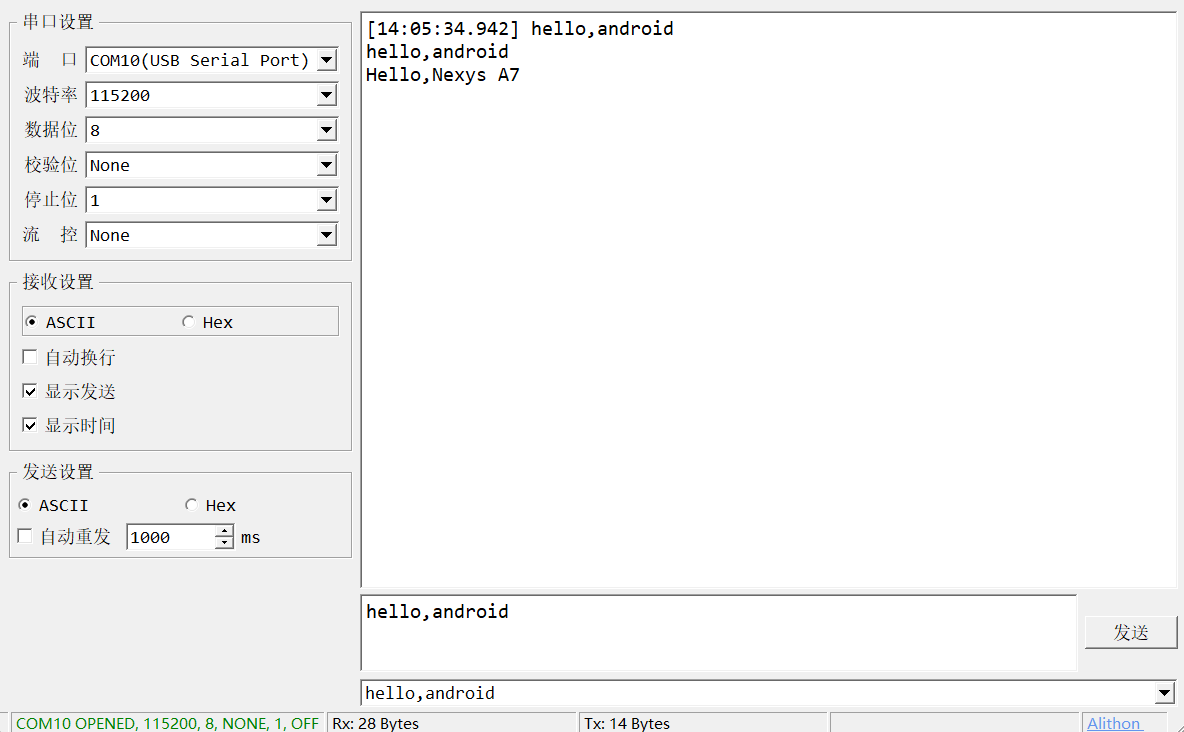 串口设置
端 口 COM10(USB Serial Port)
波特率 115200
数据位 8
校验位 None
停止位 1
流 控 None
接收设置
ASCII Hex
自动换行
显示发送
显示时间
发送设置
ASCII Hex
自动重发 1000 ms
[14:05:34.942] hello,android
hello,android
Hello,Nexys A7
hello,android
发送
hello,android
COM10 OPENED, 115200, 8, NONE, 1, OFF Rx: 28 Bytes Tx: 14 Bytes Alithon